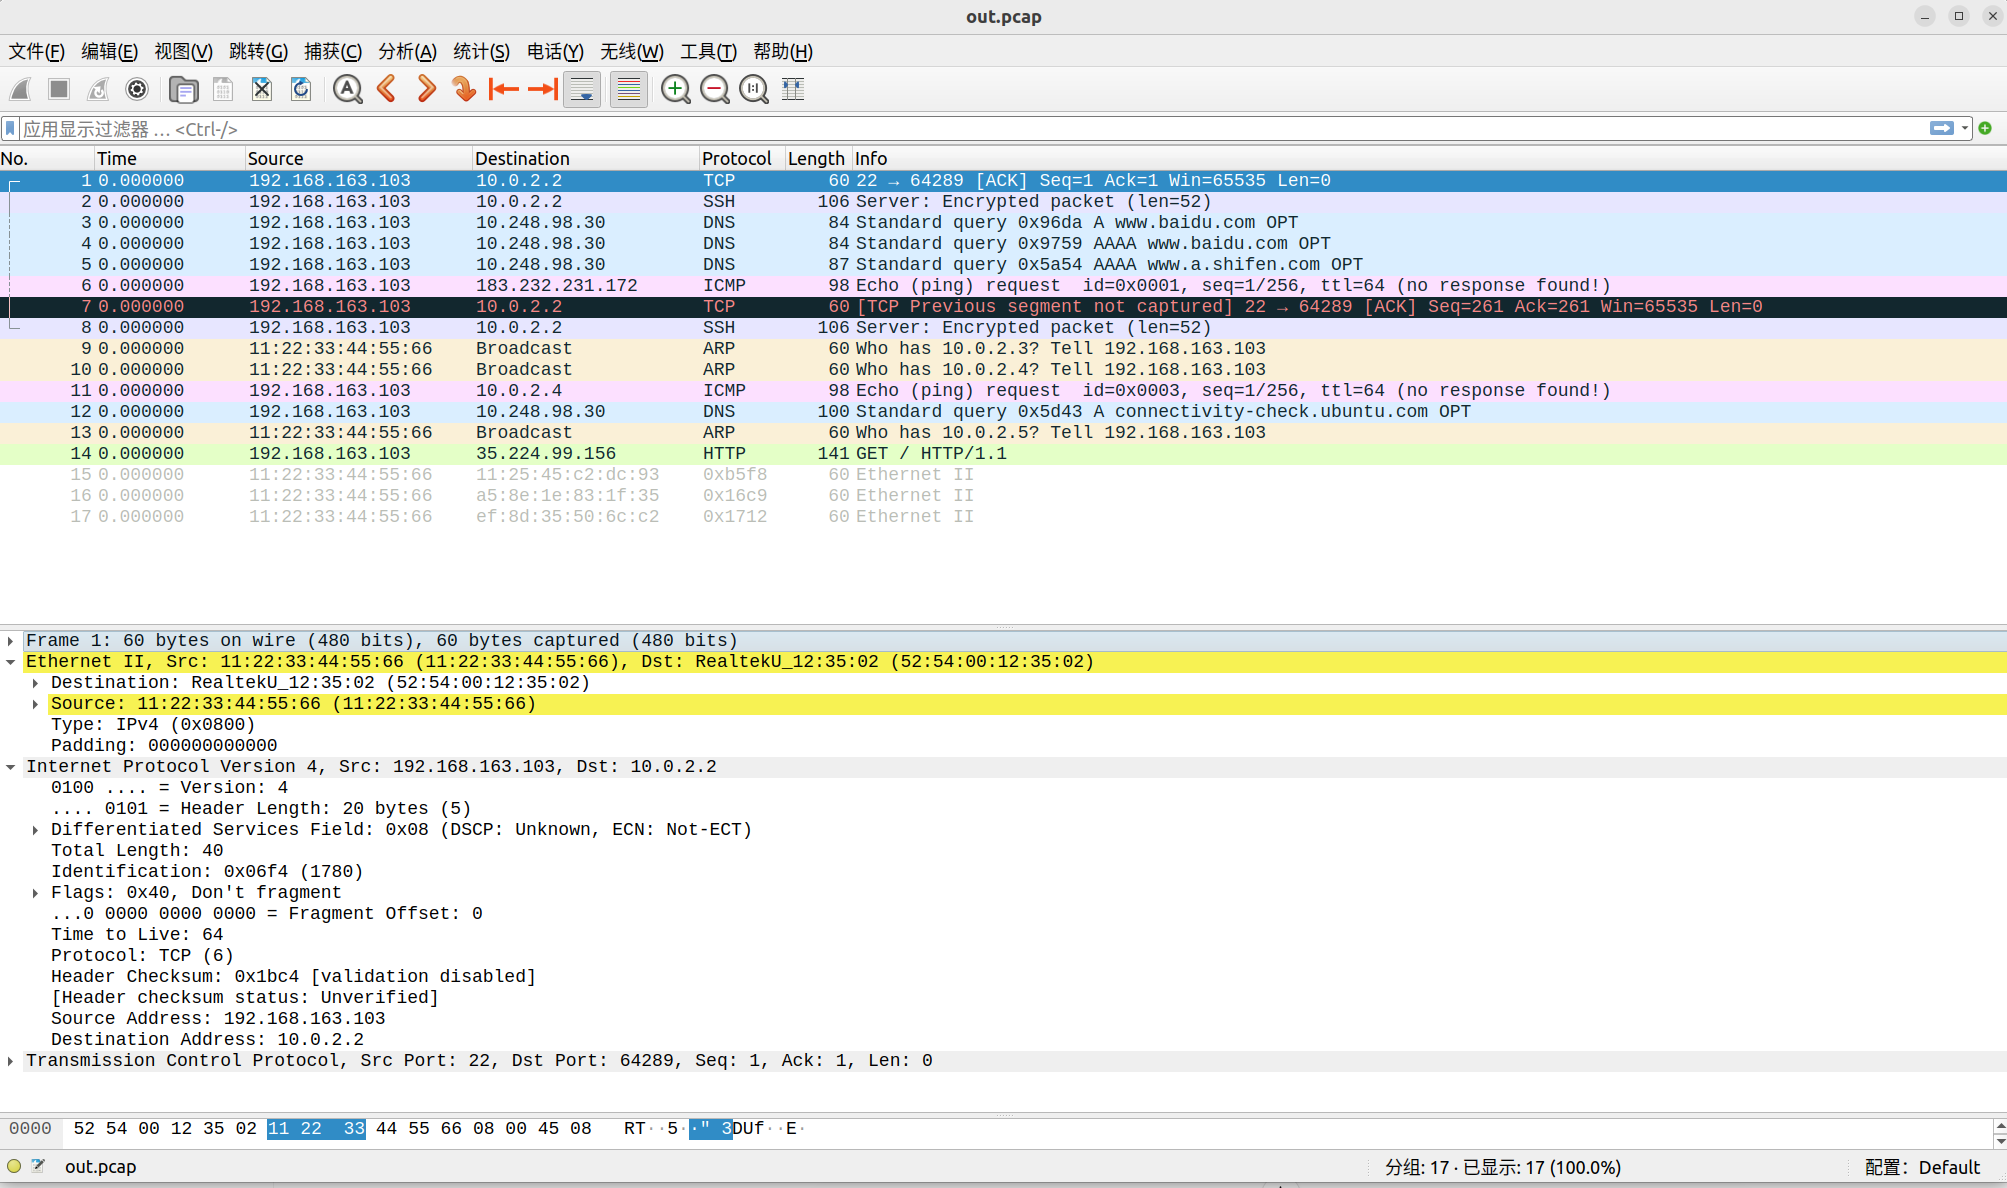 out.pcap
文件(F) 编辑(E) 视图(V) 跳转(G) 捕获(C) 分析(A) 统计(S) 电话(Y) 无线(W) 工具(T) 帮助(H)
应用显示过滤器 … <Ctrl-/>
No. Time Source Destination Protocol Length Info
1 0.000000 192.168.163.103 10.0.2.2 TCP 60 22 → 64289 [ACK] Seq=1 Ack=1 Win=65535 Len=0
2 0.000000 192.168.163.103 10.0.2.2 SSH 106 Server: Encrypted packet (len=52)
3 0.000000 192.168.163.103 10.248.98.30 DNS 84 Standard query 0x96da A www.baidu.com OPT
4 0.000000 192.168.163.103 10.248.98.30 DNS 84 Standard query 0x9759 AAAA www.baidu.com OPT
5 0.000000 192.168.163.103 10.248.98.30 DNS 87 Standard query 0x5a54 AAAA www.a.shifen.com OPT
6 0.000000 192.168.163.103 183.232.231.172 ICMP 98 Echo (ping) request  id=0x0001, seq=1/256, ttl=64 (no response found!)
7 0.000000 192.168.163.103 10.0.2.2 TCP 60 [TCP Previous segment not captured] 22 → 64289 [ACK] Seq=261 Ack=261 Win=65535 Len=0
8 0.000000 192.168.163.103 10.0.2.2 SSH 106 Server: Encrypted packet (len=52)
9 0.000000 11:22:33:44:55:66 Broadcast ARP 60 Who has 10.0.2.3? Tell 192.168.163.103
10 0.000000 11:22:33:44:55:66 Broadcast ARP 60 Who has 10.0.2.4? Tell 192.168.163.103
11 0.000000 192.168.163.103 10.0.2.4 ICMP 98 Echo (ping) request  id=0x0003, seq=1/256, ttl=64 (no response found!)
12 0.000000 192.168.163.103 10.248.98.30 DNS 100 Standard query 0x5d43 A connectivity-check.ubuntu.com OPT
13 0.000000 11:22:33:44:55:66 Broadcast ARP 60 Who has 10.0.2.5? Tell 192.168.163.103
14 0.000000 192.168.163.103 35.224.99.156 HTTP 141 GET / HTTP/1.1
15 0.000000 11:22:33:44:55:66 11:25:45:c2:dc:93 0xb5f8 60 Ethernet II
16 0.000000 11:22:33:44:55:66 a5:8e:1e:83:1f:35 0x16c9 60 Ethernet II
17 0.000000 11:22:33:44:55:66 ef:8d:35:50:6c:c2 0x1712 60 Ethernet II
Frame 1: 60 bytes on wire (480 bits), 60 bytes captured (480 bits)
Ethernet II, Src: 11:22:33:44:55:66 (11:22:33:44:55:66), Dst: RealtekU_12:35:02 (52:54:00:12:35:02)
Destination: RealtekU_12:35:02 (52:54:00:12:35:02)
Source: 11:22:33:44:55:66 (11:22:33:44:55:66)
Type: IPv4 (0x0800)
Padding: 000000000000
Internet Protocol Version 4, Src: 192.168.163.103, Dst: 10.0.2.2
0100 .... = Version: 4
.... 0101 = Header Length: 20 bytes (5)
Differentiated Services Field: 0x08 (DSCP: Unknown, ECN: Not-ECT)
Total Length: 40
Identification: 0x06f4 (1780)
Flags: 0x40, Don't fragment
...0 0000 0000 0000 = Fragment Offset: 0
Time to Live: 64
Protocol: TCP (6)
Header Checksum: 0x1bc4 [validation disabled]
[Header checksum status: Unverified]
Source Address: 192.168.163.103
Destination Address: 10.0.2.2
Transmission Control Protocol, Src Port: 22, Dst Port: 64289, Seq: 1, Ack: 1, Len: 0
0000 52 54 00 12 35 02 11 22 33 44 55 66 08 00 45 08 RT··5··" 3DUf··E·
out.pcap 分组: 17 · 已显示: 17 (100.0%) 配置： Default